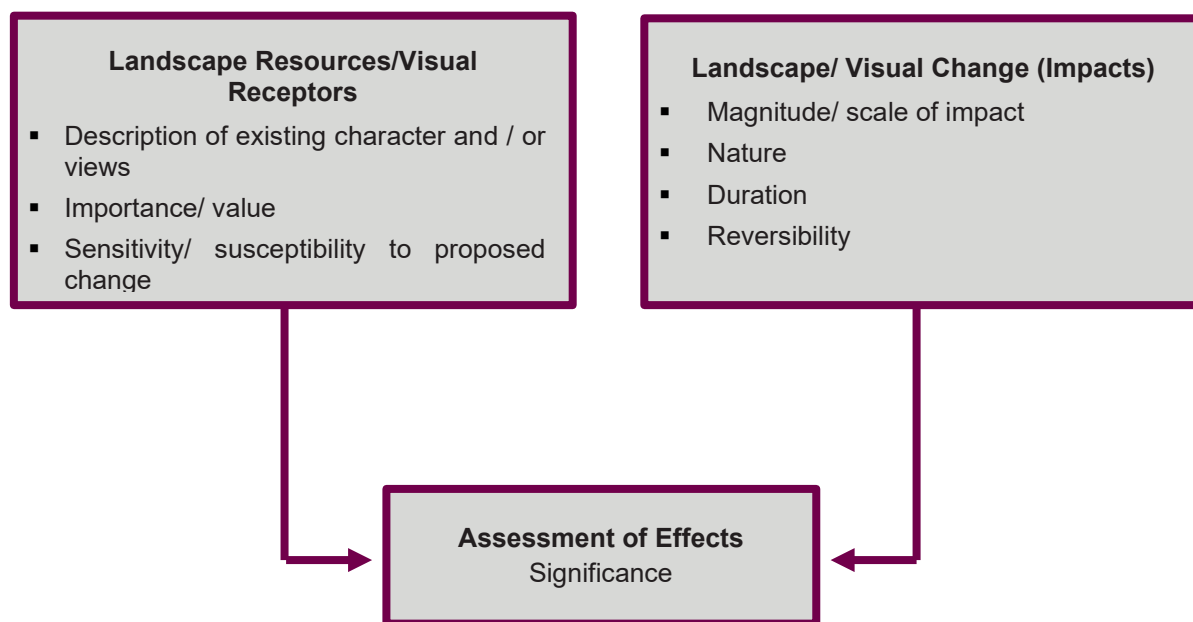 Landscape Resources/Visual
Receptors
▪ Description of existing character and / or
views
▪ Importance/ value
▪ Sensitivity/ susceptibility to proposed
change
Landscape/ Visual Change (Impacts)
▪ Magnitude/ scale of impact
▪ Nature
▪ Duration
▪ Reversibility
Assessment of Effects
Significance